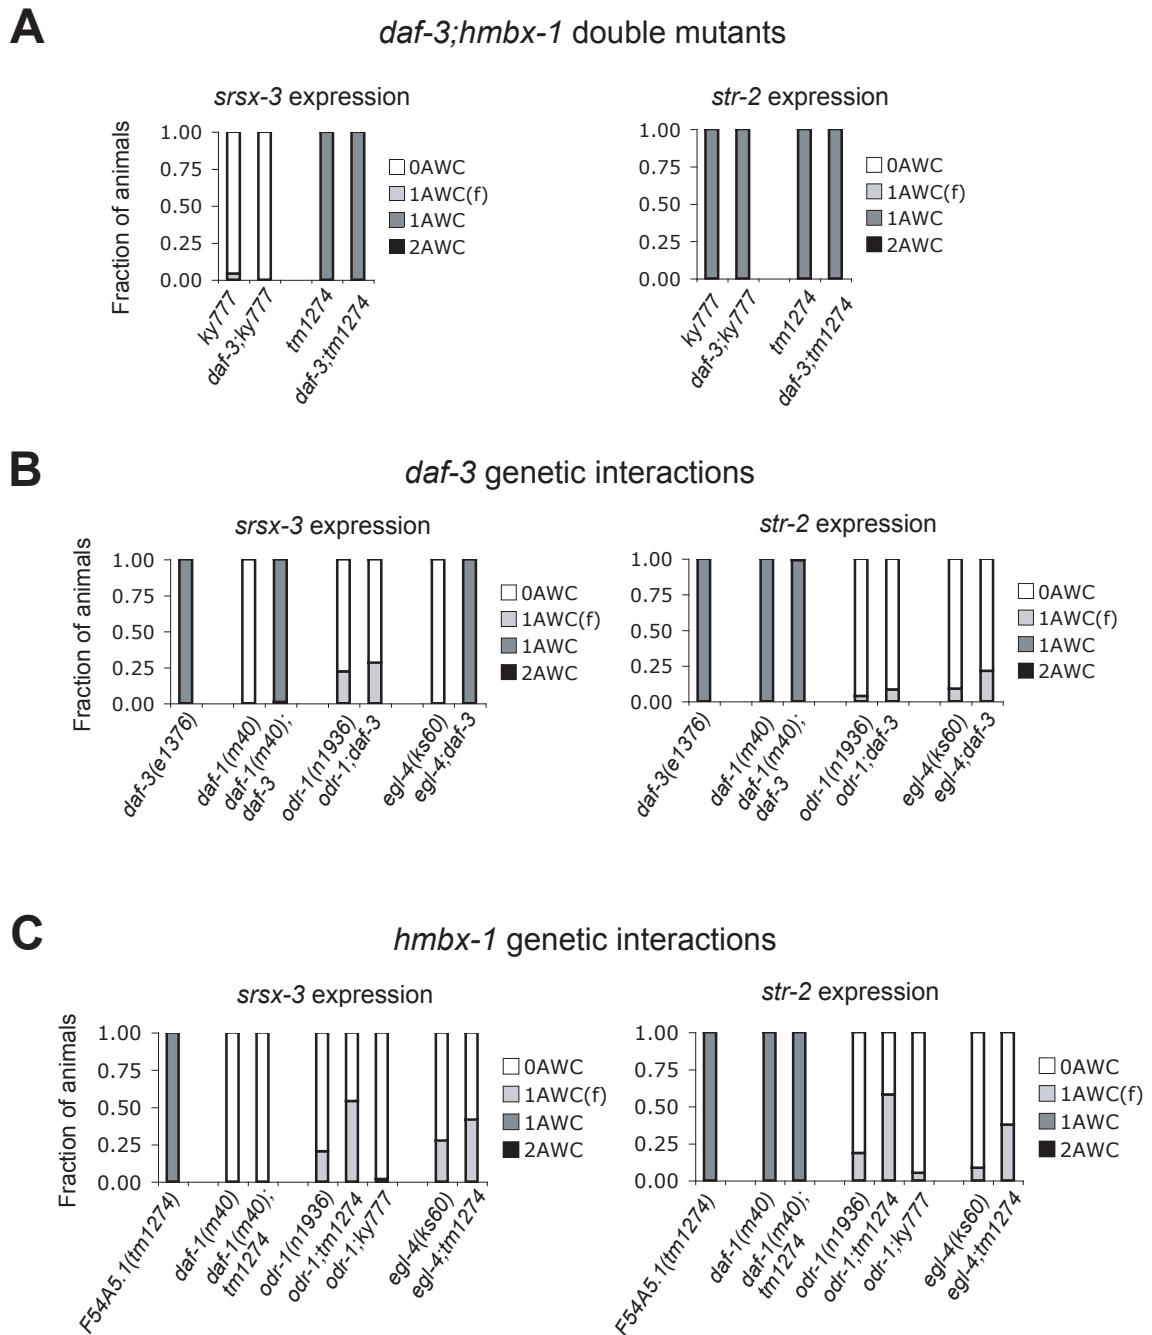 A
daf-3;hmbx-1 double mutants
srsx-3 expression
Fraction of animals
1.00
0.75
0.50
0.25
0.00
0AWC
1AWC(f)
1AWC
2AWC
ky777
daf-3;ky777
tm1274
daf-3;tm1274
str-2 expression
1.00
0.75
0.50
0.25
0.00
0AWC
1AWC(f)
1AWC
2AWC
ky777
daf-3;ky777
tm1274
daf-3;tm1274
B
daf-3 genetic interactions
srsx-3 expression
Fraction of animals
1.00
0.75
0.50
0.25
0.00
0AWC
1AWC(f)
1AWC
2AWC
daf-3(e1376)
daf-1(m40)
daf-1(m40);
daf-3
odr-1(n1936)
odr-1;daf-3
egl-4(ks60)
egl-4;daf-3
str-2 expression
1.00
0.75
0.50
0.25
0.00
0AWC
1AWC(f)
1AWC
2AWC
daf-3(e1376)
daf-1(m40)
daf-1(m40);
daf-3
odr-1(n1936)
odr-1;daf-3
egl-4(ks60)
egl-4;daf-3
C
hmbx-1 genetic interactions
srsx-3 expression
Fraction of animals
1.00
0.75
0.50
0.25
0.00
0AWC
1AWC(f)
1AWC
2AWC
F54A5.1(tm1274)
daf-1(m40)
daf-1(m40);
tm1274
odr-1(n1936)
odr-1;tm1274
odr-1;ky777
egl-4(ks60)
egl-4;tm1274
str-2 expression
1.00
0.75
0.50
0.25
0.00
0AWC
1AWC(f)
1AWC
2AWC
F54A5.1(tm1274)
daf-1(m40)
daf-1(m40);
tm1274
odr-1(n1936)
odr-1;tm1274
odr-1;ky777
egl-4(ks60)
egl-4;tm1274